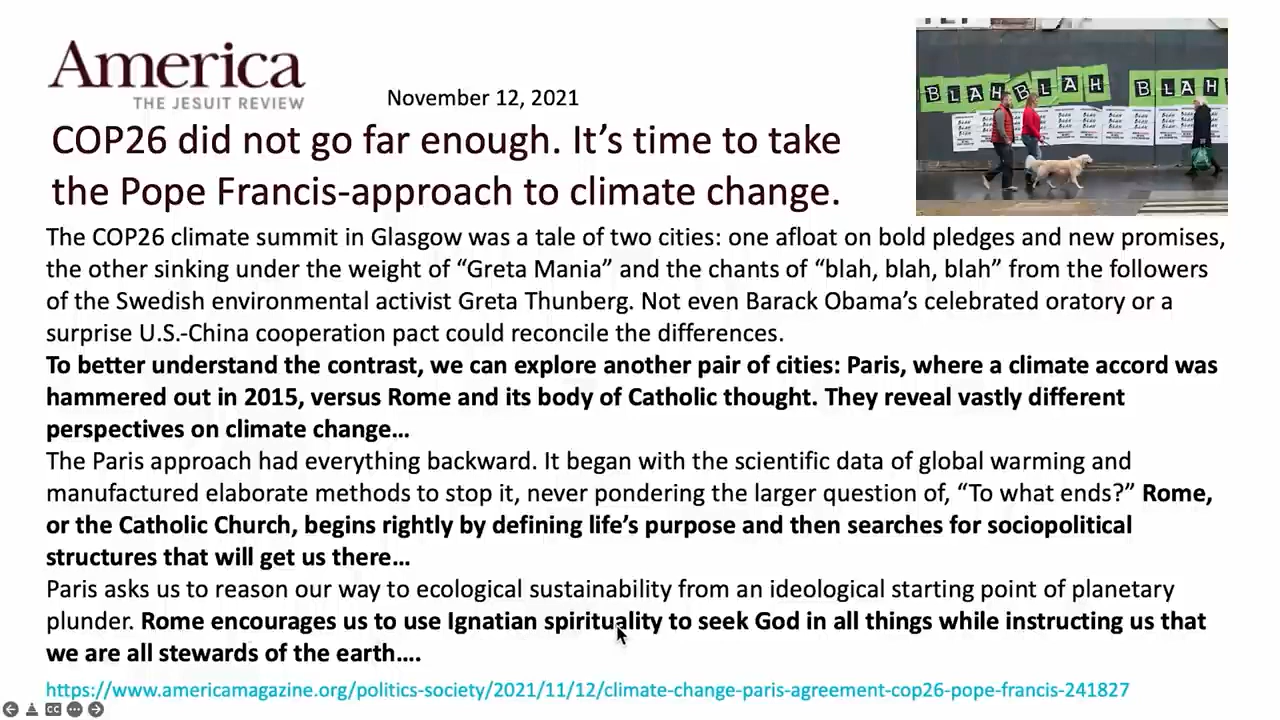 America
THE JESUIT REVIEW
November 12, 2021
BLAH BLAH BLAH
COP26 did not go far enough. It’s time to take
the Pope Francis-approach to climate change.
The COP26 climate summit in Glasgow was a tale of two cities: one afloat on bold pledges and new promises,
the other sinking under the weight of “Greta Mania” and the chants of “blah, blah, blah” from the followers
of the Swedish environmental activist Greta Thunberg. Not even Barack Obama’s celebrated oratory or a
surprise U.S.-China cooperation pact could reconcile the differences.
To better understand the contrast, we can explore another pair of cities: Paris, where a climate accord was
hammered out in 2015, versus Rome and its body of Catholic thought. They reveal vastly different
perspectives on climate change…
The Paris approach had everything backward. It began with the scientific data of global warming and
manufactured elaborate methods to stop it, never pondering the larger question of, “To what ends?” Rome,
or the Catholic Church, begins rightly by defining life’s purpose and then searches for sociopolitical
structures that will get us there…
Paris asks us to reason our way to ecological sustainability from an ideological starting point of planetary
plunder. Rome encourages us to use Ignatian spirituality to seek God in all things while instructing us that
we are all stewards of the earth….
https://www.americamagazine.org/politics-society/2021/11/12/climate-change-paris-agreement-cop26-pope-francis-241827